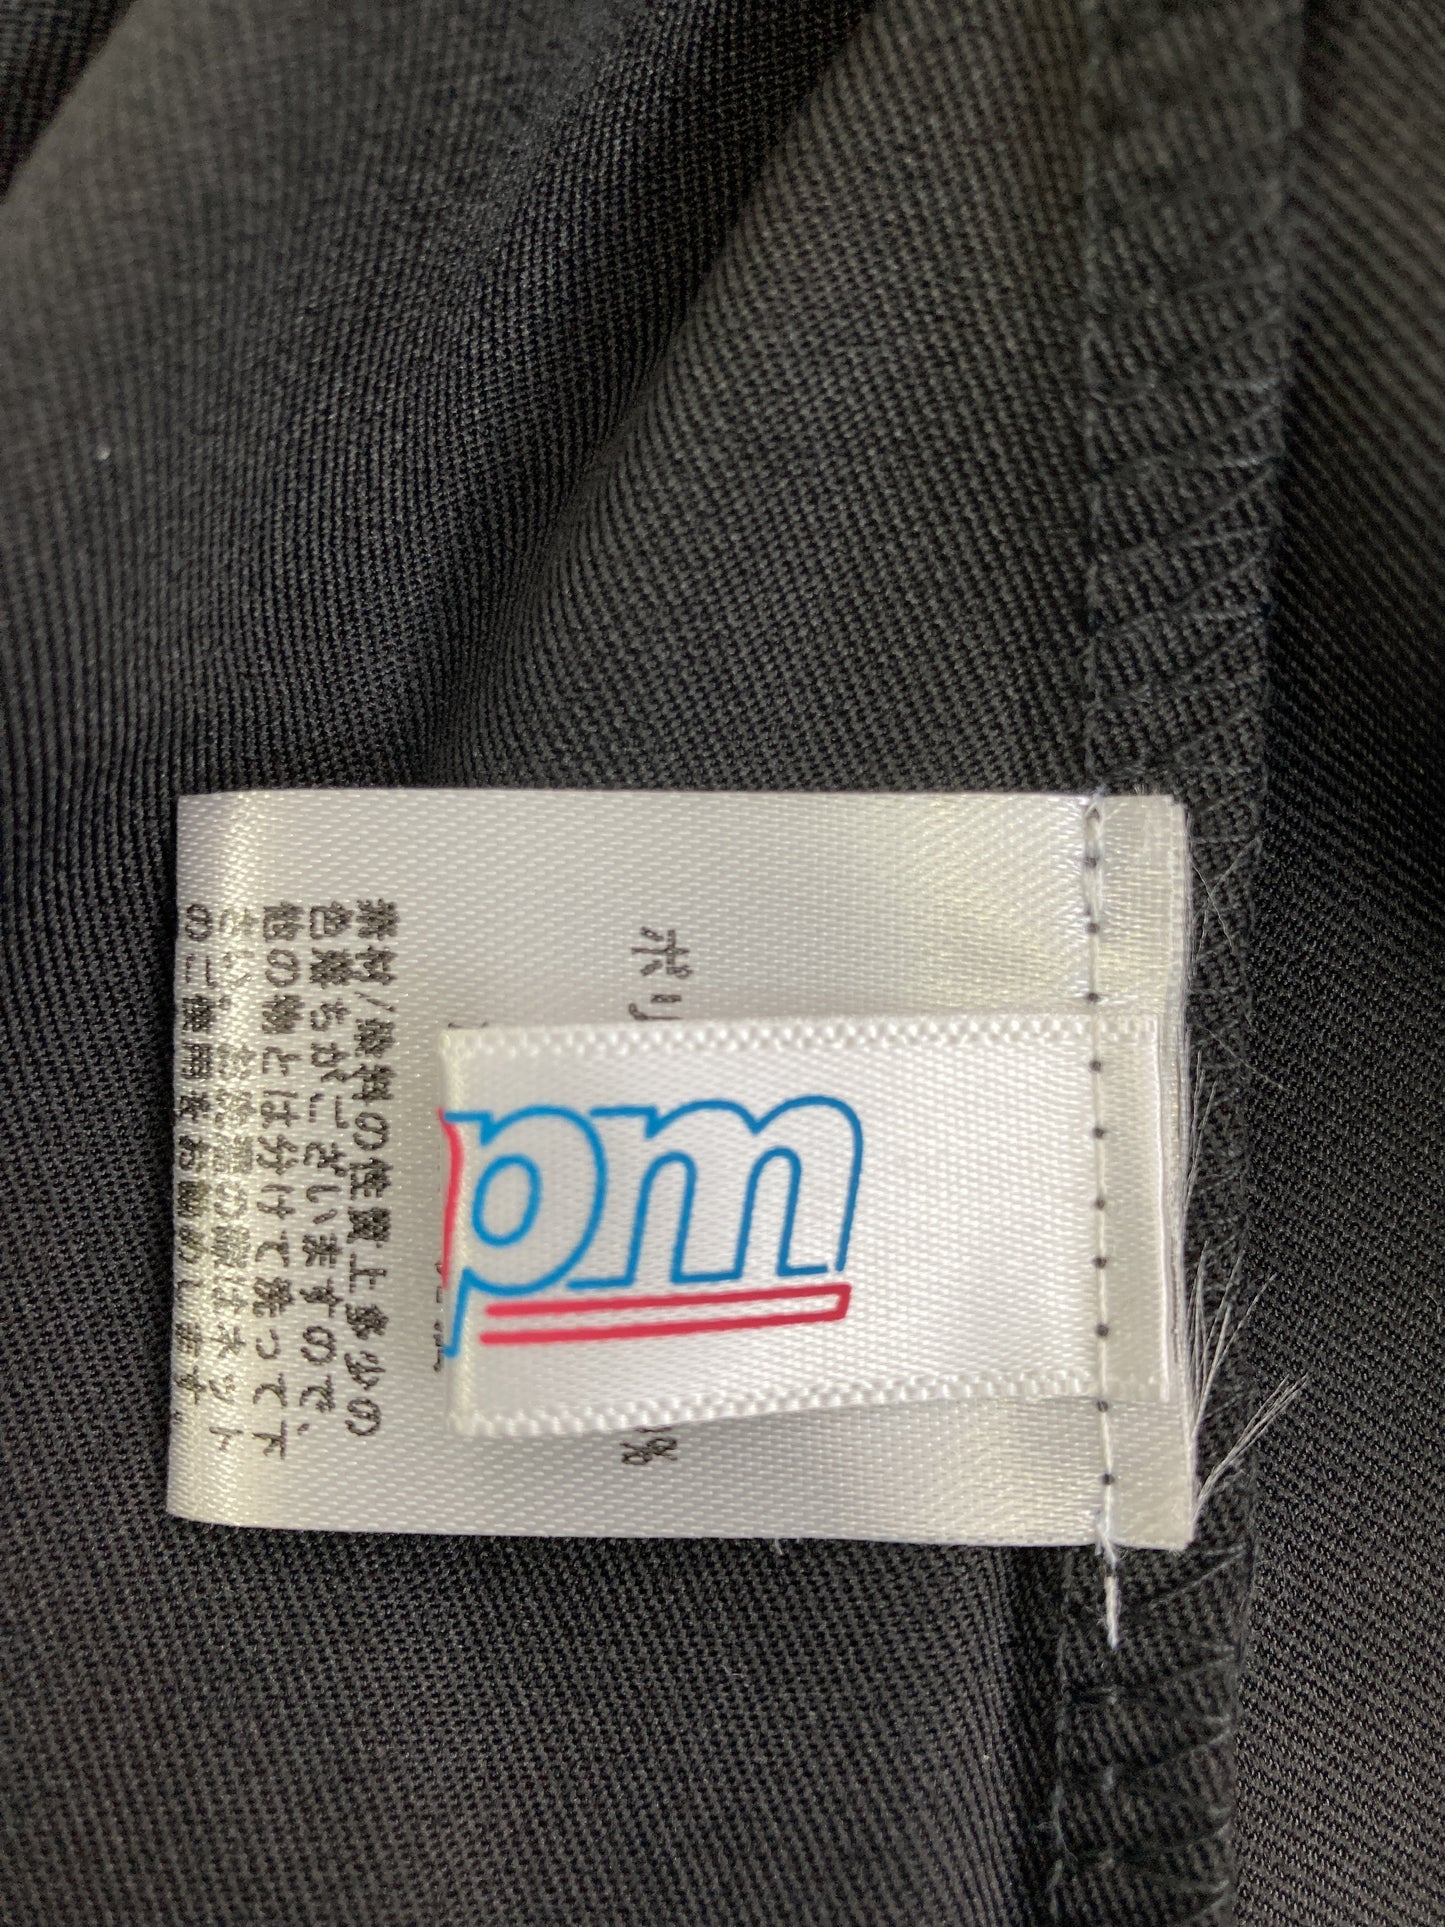 ポリ
%
素材/染料の性質上多少の
色落ちがございますので、
他の物とは分けて洗って下
さい。お洗濯の際はネット
のご使用をお勧めします。
pm